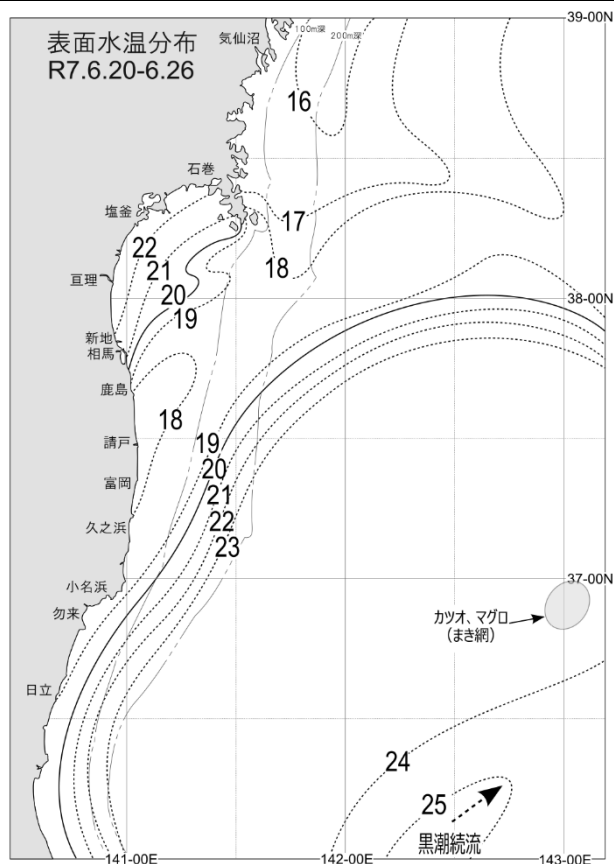 表面水温分布
R7.6.20-6.26
気仙沼
100m深
200m深
39-00N
16
石巻
塩釜
17
22
18
21
亘理
20
38-00N
19
新地
相馬
鹿島
18
請戸
19
20
富岡
21
22
久之浜
23
小名浜
37-00N
勿来
カツオ、マグロ
(まき網)
日立
24
25
黒潮続流
141-00E
142-00E
143-00E